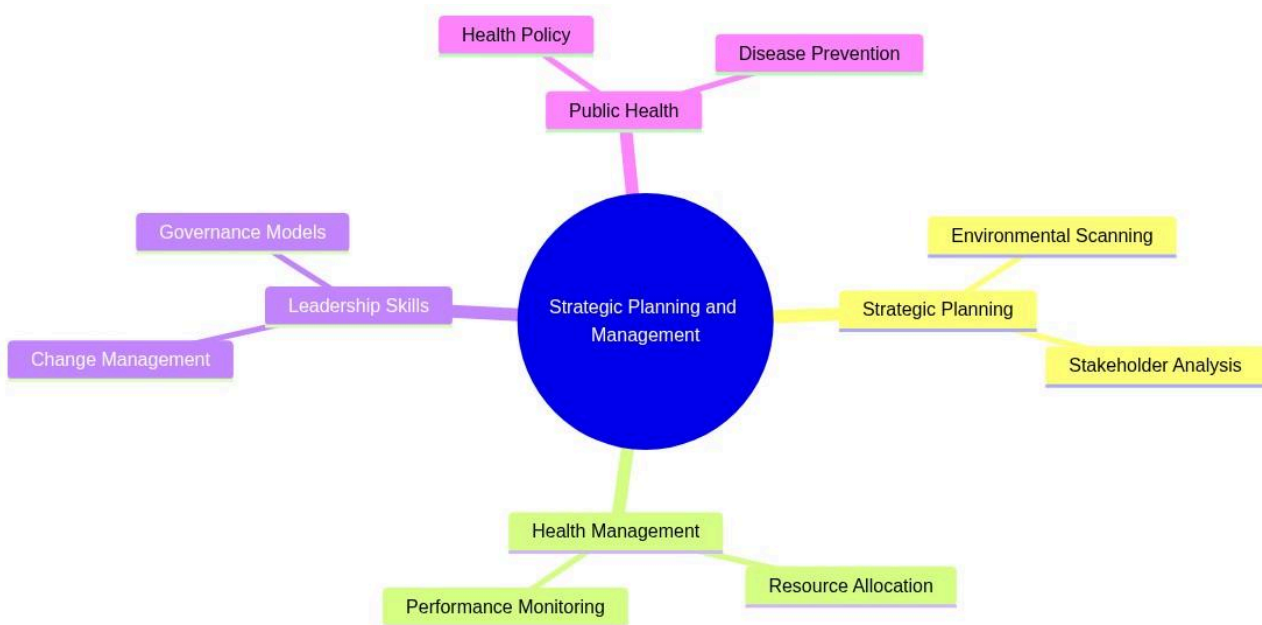 Health Policy
Disease Prevention
Public Health
Governance Models
Environmental Scanning
Leadership Skills
Strategic Planning and
Management
Strategic Planning
Change Management
Stakeholder Analysis
Health Management
Resource Allocation
Performance Monitoring